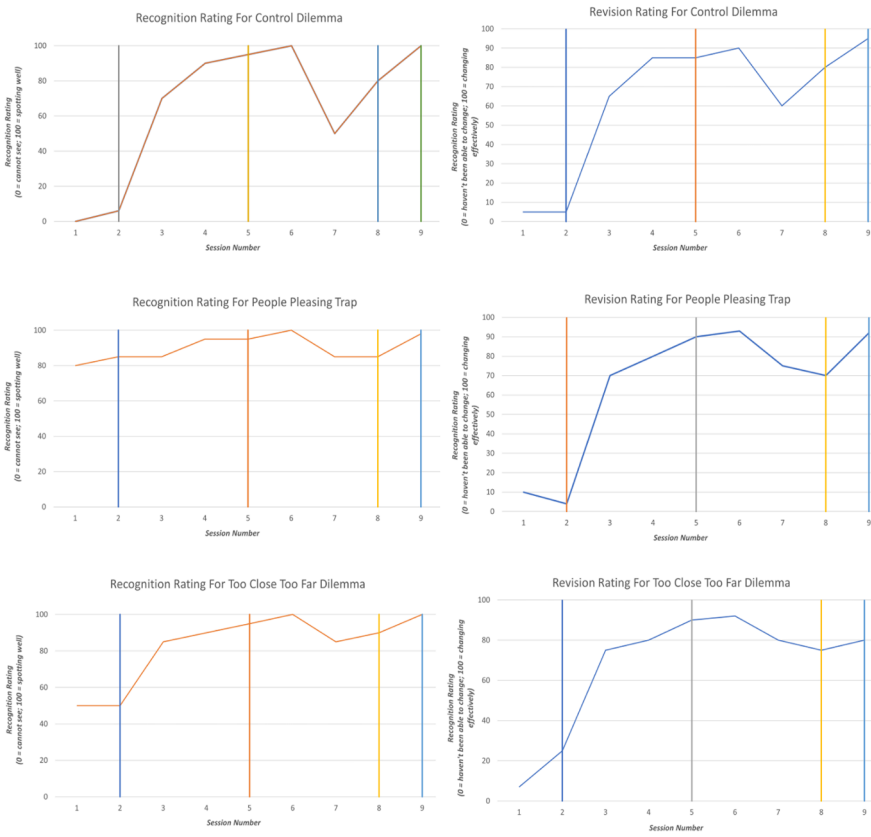 Recognition Rating For Control Dilemma
Recognition Rating
(0 = cannot see; 100 = spotting well)
100
80
60
40
20
0
1 2 3 4 5 6 7 8 9
Session Number
Revision Rating For Control Dilemma
Recognition Rating
(0 = haven't been able to change; 100 = changing
effectively)
100
90
80
70
60
50
40
30
20
10
0
1 2 3 4 5 6 7 8 9
Session Number
Recognition Rating For People Pleasing Trap
Recognition Rating
(0 = cannot see; 100 = spotting well)
100
80
60
40
20
0
1 2 3 4 5 6 7 8 9
Session Number
Revision Rating For People Pleasing Trap
Recognition Rating
(0 = haven't been able to change; 100 = changing
effectively)
100
90
80
70
60
50
40
30
20
10
0
1 2 3 4 5 6 7 8 9
Session Number
Recognition Rating For Too Close Too Far Dilemma
Recognition Rating
(0 = cannot see; 100 = spotting well)
100
80
60
40
20
0
1 2 3 4 5 6 7 8 9
Session Number
Revision Rating For Too Close Too Far Dilemma
Recognition Rating
(0 = haven't been able to change; 100 = changing
effectively)
100
80
60
40
20
0
1 2 3 4 5 6 7 8 9
Session Number